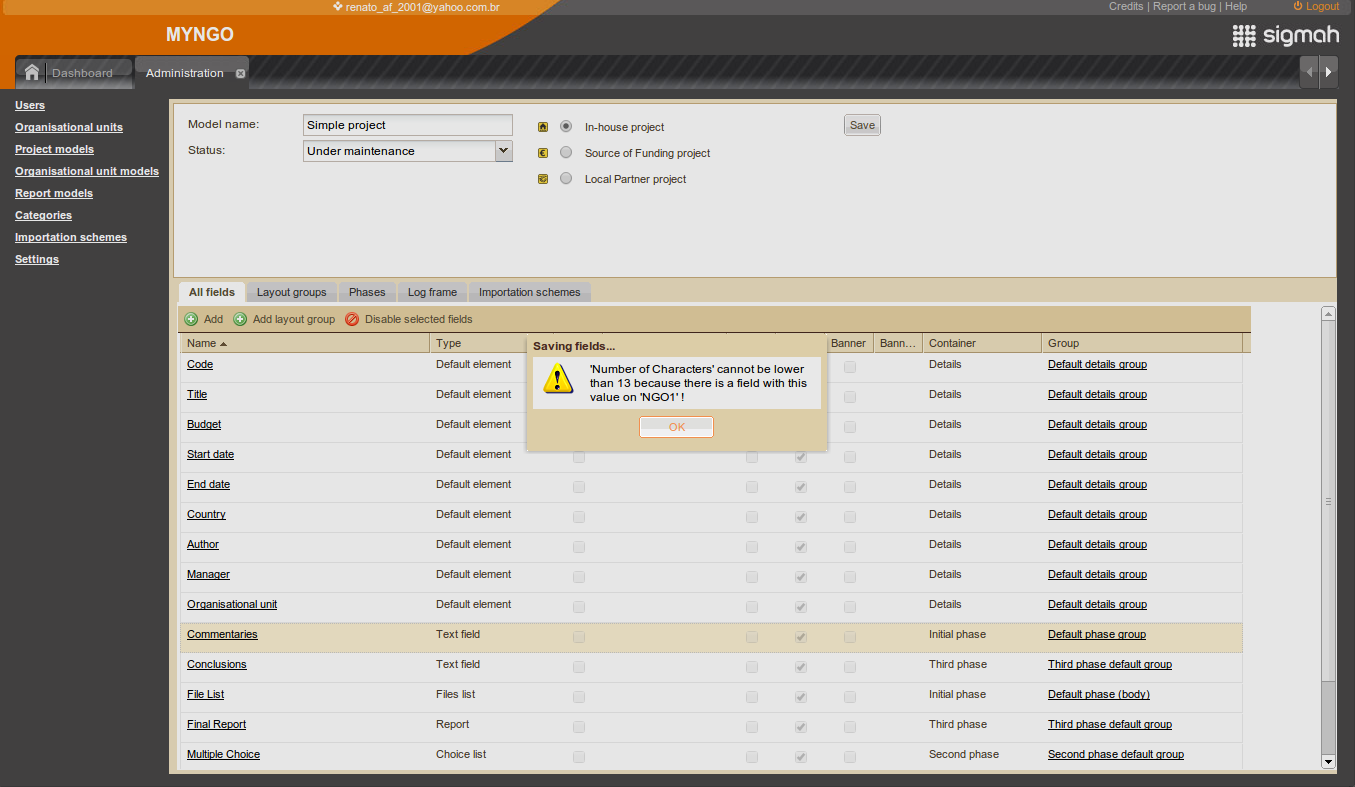 renato_af_2001@yahoo.com.br
Credits | Report a bug | Help
Logout
MYNGO
sigmah
Dashboard
Administration
Users
Organisational units
Project models
Organisational unit models
Report models
Categories
Importation schemes
Settings
Model name:
Simple project
In-house project
Save
Status:
Under maintenance
€
Source of Funding project
Local Partner project
All fields
Layout groups
Phases
Log frame
Importation schemes
Add
Add layout group
Disable selected fields
Name
Type
Banner
Bann...
Container
Group
Saving fields...
'Number of Characters' cannot be lower
than 13 because there is a field with this
value on 'NGO1' !
OK
Code Default element Details Default details group
Title Default element Details Default details group
Budget Default element Details Default details group
Start date Default element Details Default details group
End date Default element Details Default details group
Country Default element Details Default details group
Author Default element Details Default details group
Manager Default element Details Default details group
Organisational unit Default element Details Default details group
Commentaries Text field Initial phase Default phase group
Conclusions Text field Third phase Third phase default group
File List Files list Initial phase Default phase (body)
Final Report Report Third phase Third phase default group
Multiple Choice Choice list Second phase Second phase default group